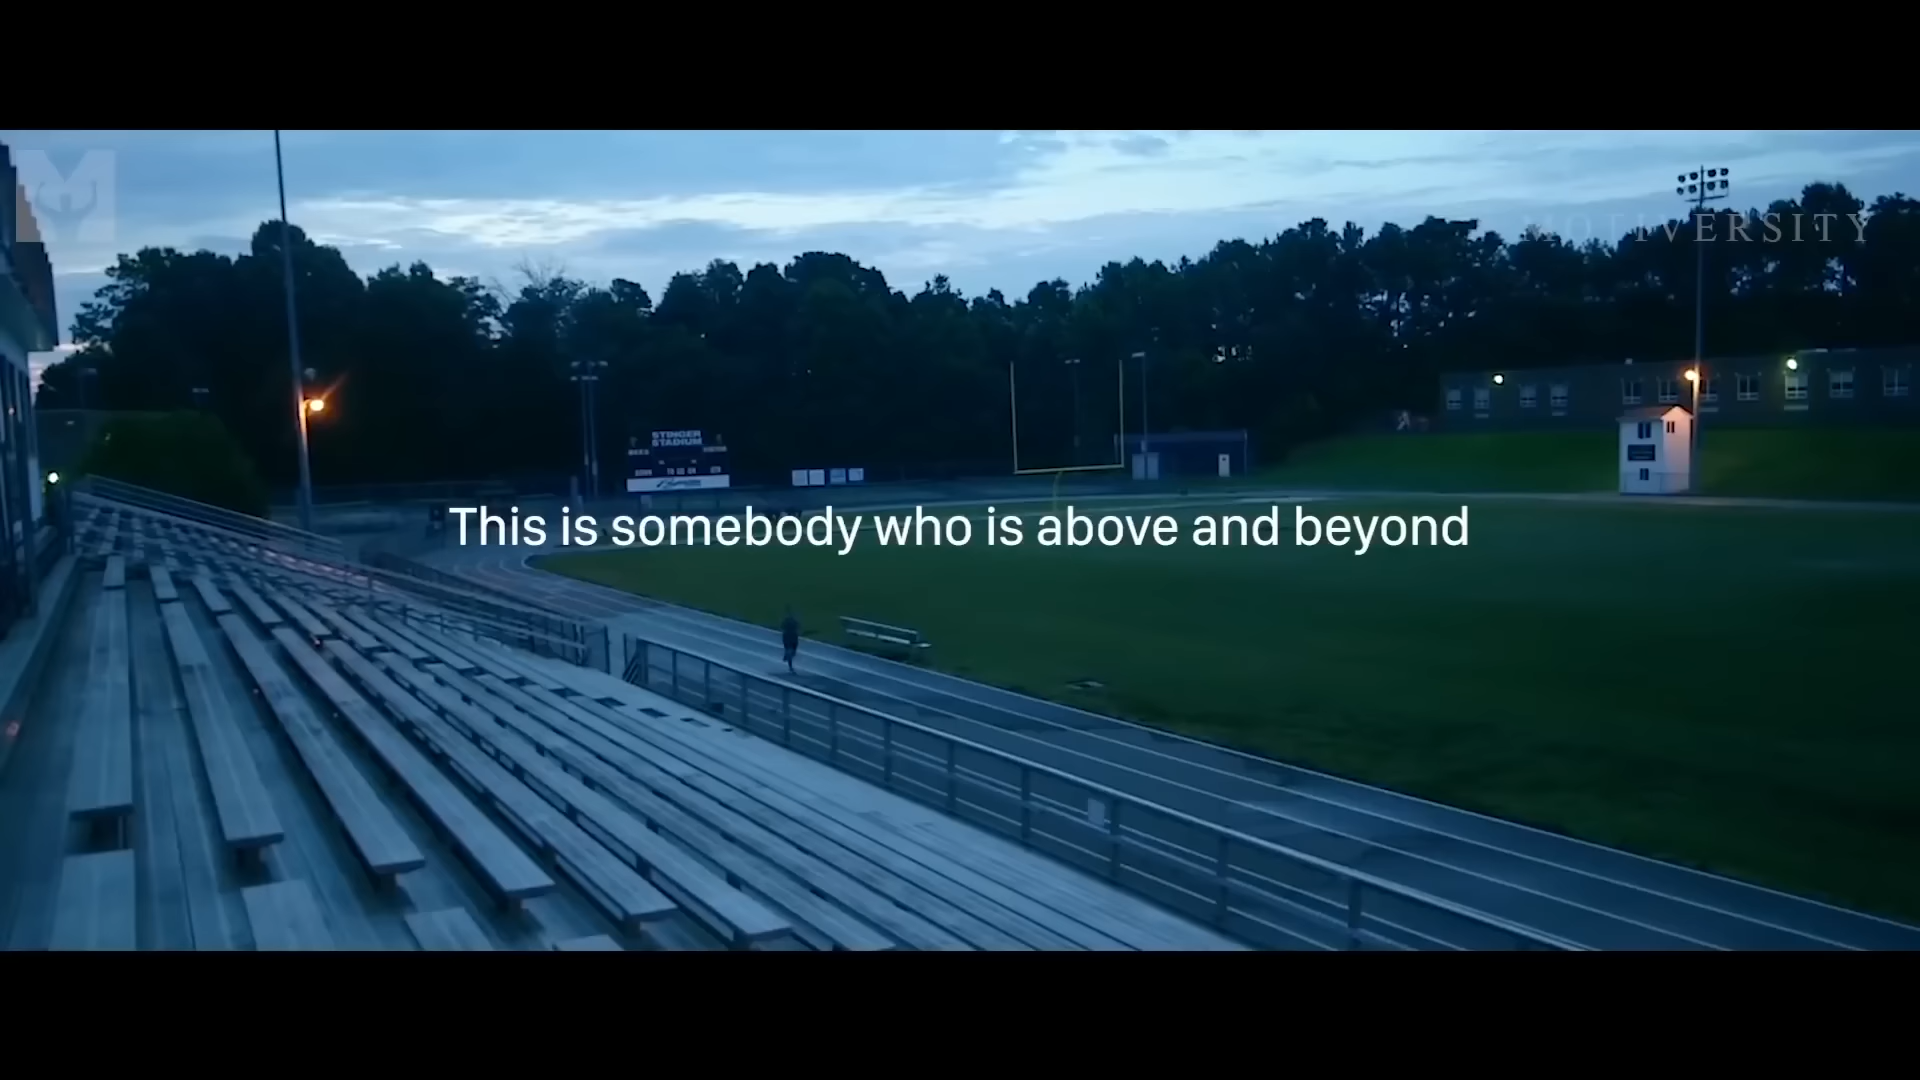 MOTIVERSITY
STINGER
STADIUM
This is somebody who is above and beyond